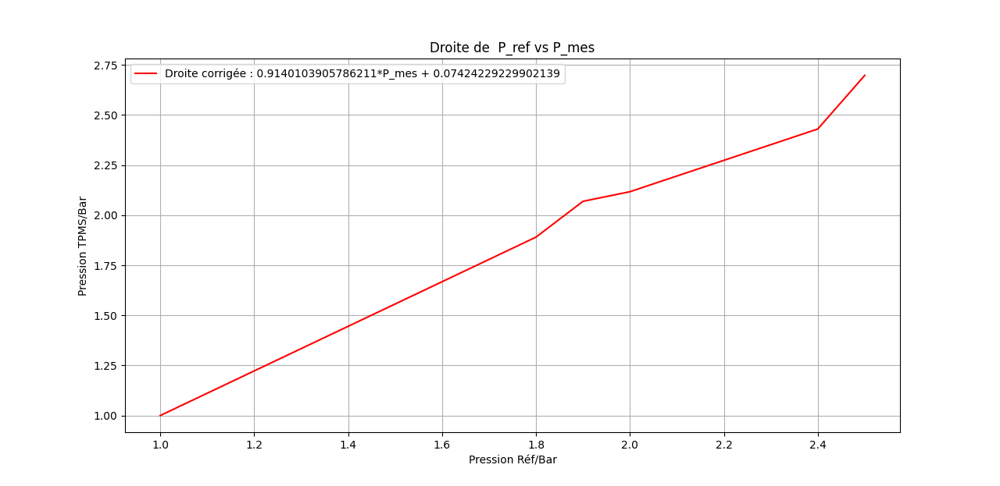 Droite de  P_ref vs P_mes
Droite corrigée : 0.9140103905786211*P_mes + 0.07424229229902139
Pression TPMS/Bar
2.75
2.50
2.25
2.00
1.75
1.50
1.25
1.00
1.0 1.2 1.4 1.6 1.8 2.0 2.2 2.4
Pression Réf/Bar